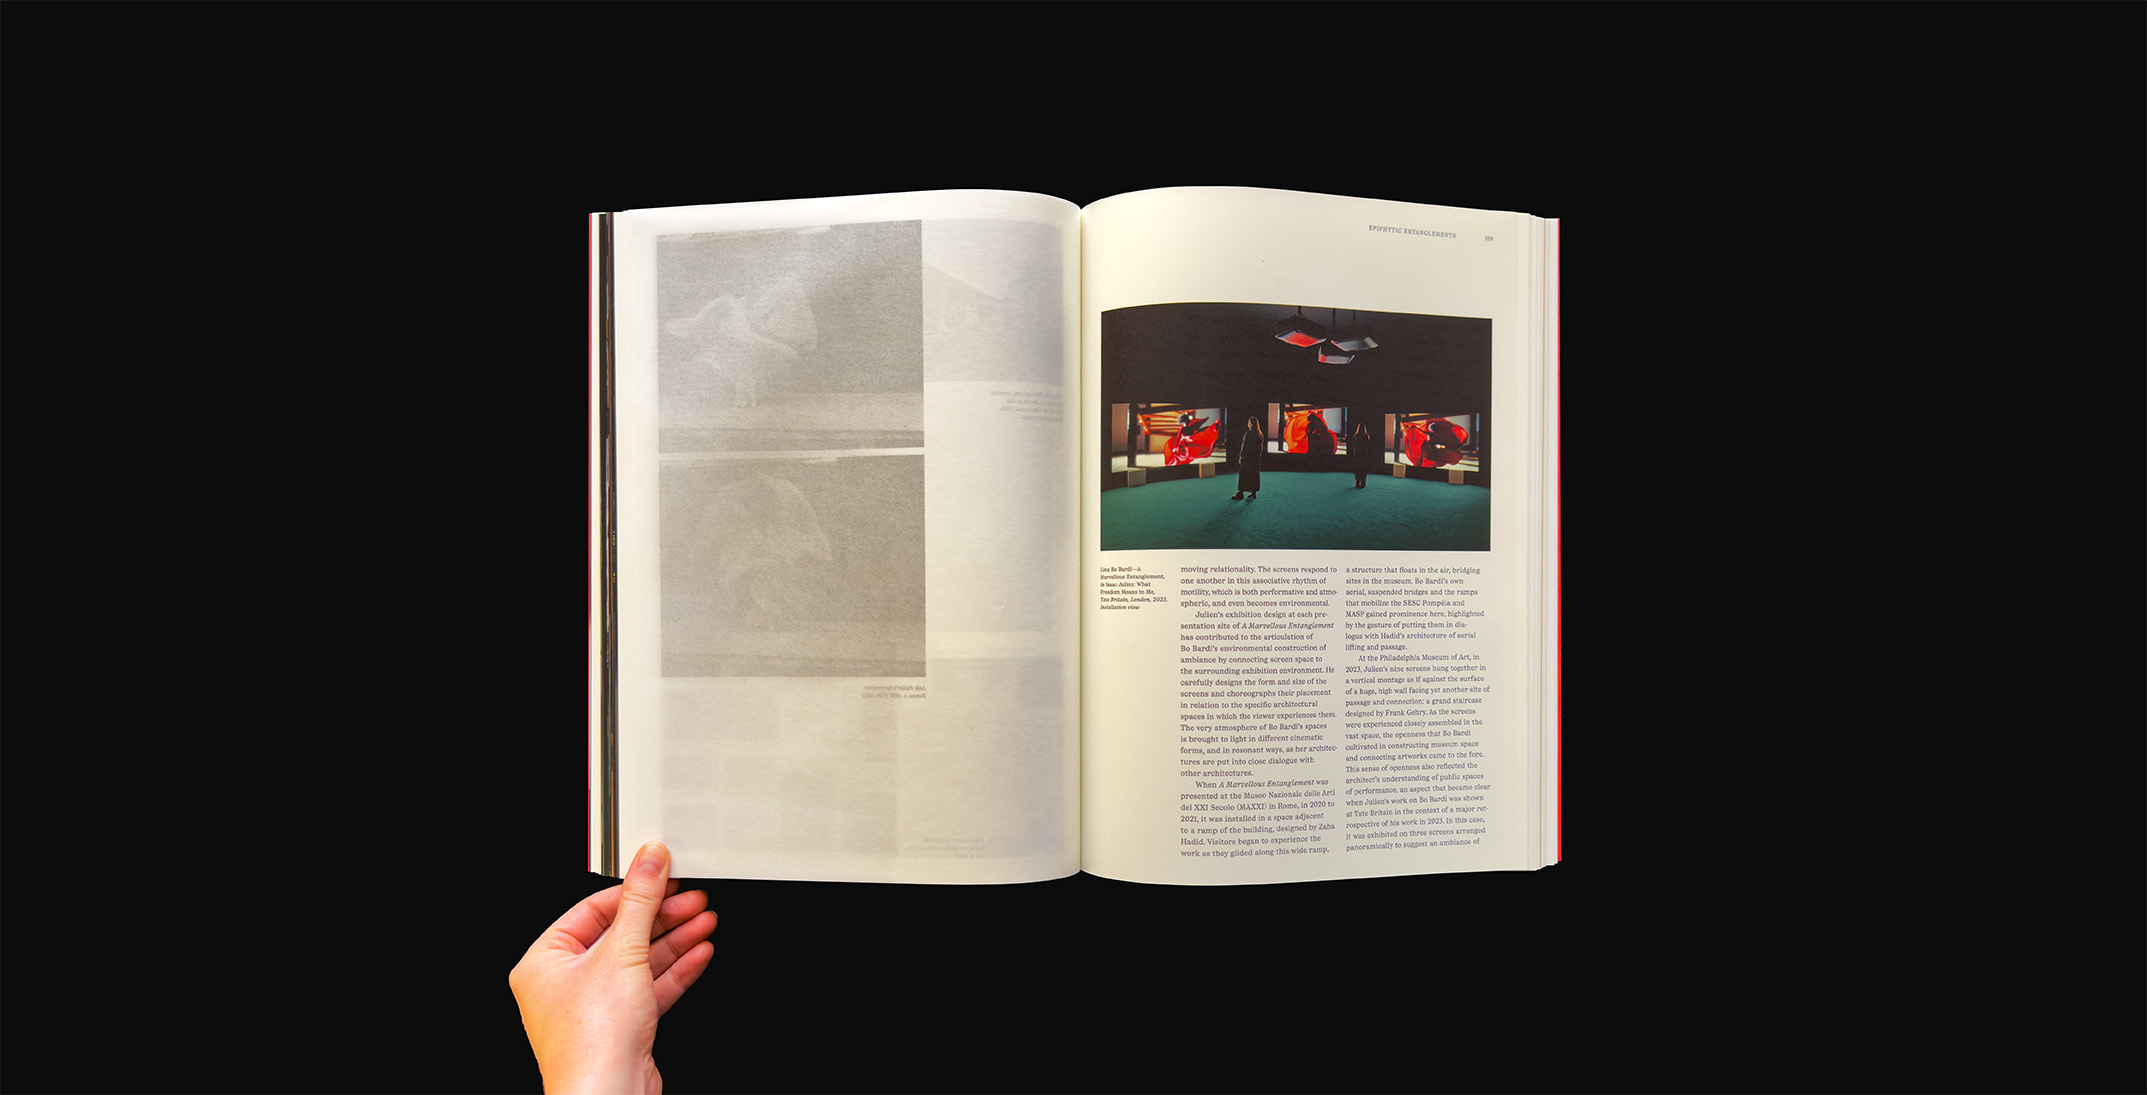 EPIPHYTIC ENTANGLEMENTS
Lina Bo Bardi—A
Marvellous Entanglement,
in Isaac Julien: What
Freedom Means to Me,
Tate Britain, London, 2023.
Installation view
moving relationality. The screens respond to
one another in this associative rhythm of
motility, which is both performative and atmo-
spheric, and even becomes environmental.
Julien's exhibition design at each pre-
sentation site of A Marvellous Entanglement
has contributed to the articulation of
Bo Bardi's environmental construction of
ambiance by connecting screen space to
the surrounding exhibition environment. He
carefully designs the form and size of the
screens and choreographs their placement
in relation to the specific architectural
spaces in which the viewer experiences them.
The very atmosphere of Bo Bardi's spaces
is brought to light in different cinematic
forms, and in resonant ways, as her architec-
tures are put into close dialogue with
other architectures.
When A Marvellous Entanglement was
presented at the Museo Nazionale delle Arti
del XXI Secolo (MAXXI) in Rome, in 2020 to
2021, it was installed in a space adjacent
to a ramp of the building, designed by Zaha
Hadid. Visitors began to experience the
work as they glided along this wide ramp,
a structure that floats in the air, bridging
sites in the museum. Bo Bardi's own
aerial, suspended bridges and the ramps
that mobilize the SESC Pompéia and
MASP gained prominence here, highlighted
by the gesture of putting them in dia-
logue with Hadid's architecture of aerial
lifting and passage.
At the Philadelphia Museum of Art, in
2023, Julien's nine screens hung together in
a vertical montage as if against the surface
of a huge, high wall facing yet another site of
passage and connection: a grand staircase
designed by Frank Gehry. As the screens
were experienced closely assembled in the
vast space, the openness that Bo Bardi
cultivated in constructing museum space
and connecting artworks came to the fore.
This sense of openness also reflected the
architect's understanding of public spaces
of performance, an aspect that became clear
when Julien's work on Bo Bardi was shown
at Tate Britain in the context of a major ret-
rospective of his work in 2023. In this case,
it was exhibited on three screens arranged
panoramically to suggest an ambiance of